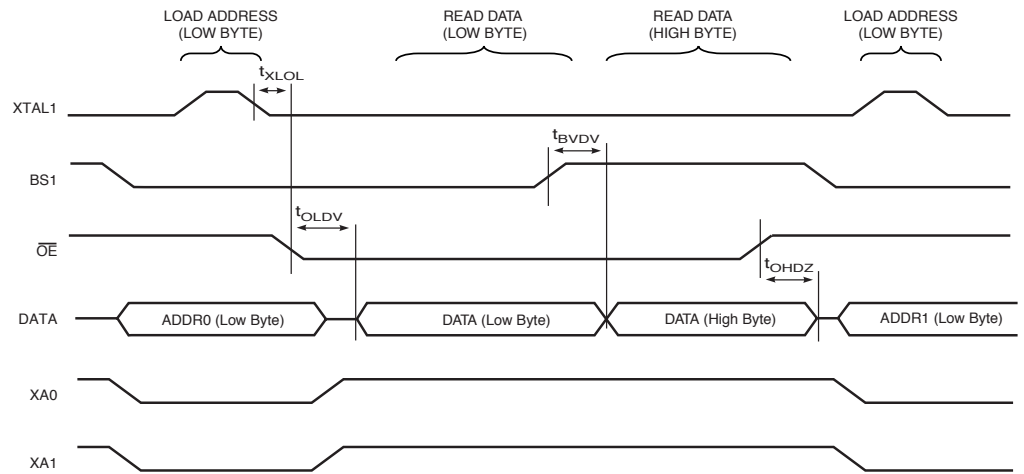 LOAD ADDRESS
(LOW BYTE)
READ DATA
(LOW BYTE)
READ DATA
(HIGH BYTE)
LOAD ADDRESS
(LOW BYTE)
tXLOL
XTAL1
tBVDV
BS1
tOLDV
OE
tOHDZ
DATA
ADDR0 (Low Byte)
DATA (Low Byte)
DATA (High Byte)
ADDR1 (Low Byte)
XA0
XA1